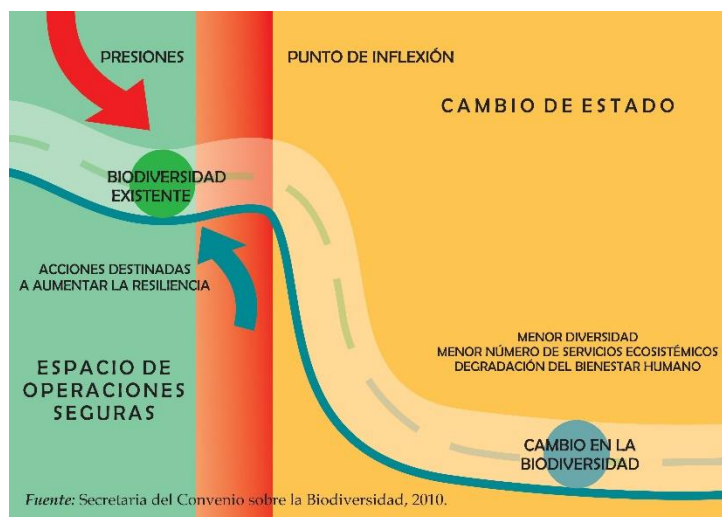 PRESIONES
PUNTO DE INFLEXIÓN
CAMBIO DE ESTADO
BIODIVERSIDAD
EXISTENTE
ACCIONES DESTINADAS
A AUMENTAR LA RESILIENCIA
ESPACIO DE
OPERACIONES
SEGURAS
MENOR DIVERSIDAD
MENOR NÚMERO DE SERVICIOS ECOSISTÉMICOS
DEGRADACIÓN DEL BIENESTAR HUMANO
CAMBIO EN LA
BIODIVERSIDAD
Fuente: Secretaria del Convenio sobre la Biodiversidad, 2010.